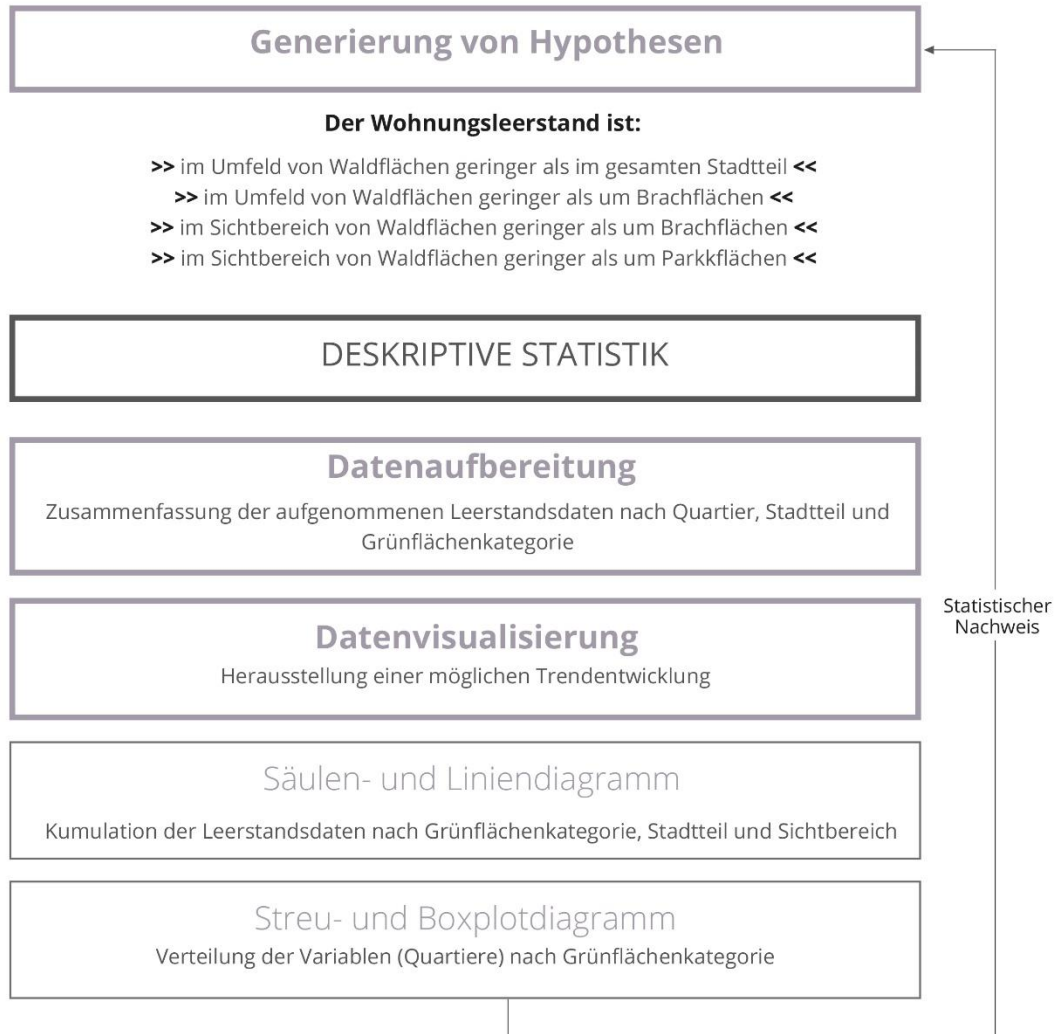 Generierung von Hypothesen
Der Wohnungsleerstand ist:
>> im Umfeld von Waldflächen geringer als im gesamten Stadtteil <<
>> im Umfeld von Waldflächen geringer als um Brachflächen <<
>> im Sichtbereich von Waldflächen geringer als um Brachflächen <<
>> im Sichtbereich von Waldflächen geringer als um Parkkflächen <<
DESKRIPTIVE STATISTIK
Datenaufbereitung
Zusammenfassung der aufgenommenen Leerstandsdaten nach Quartier, Stadtteil und
Grünflächenkategorie
Datenvisualisierung
Herausstellung einer möglichen Trendentwicklung
Statistischer
Nachweis
Säulen- und Liniendiagramm
Kumulation der Leerstandsdaten nach Grünflächenkategorie, Stadtteil und Sichtbereich
Streu- und Boxplotdiagramm
Verteilung der Variablen (Quartiere) nach Grünflächenkategorie